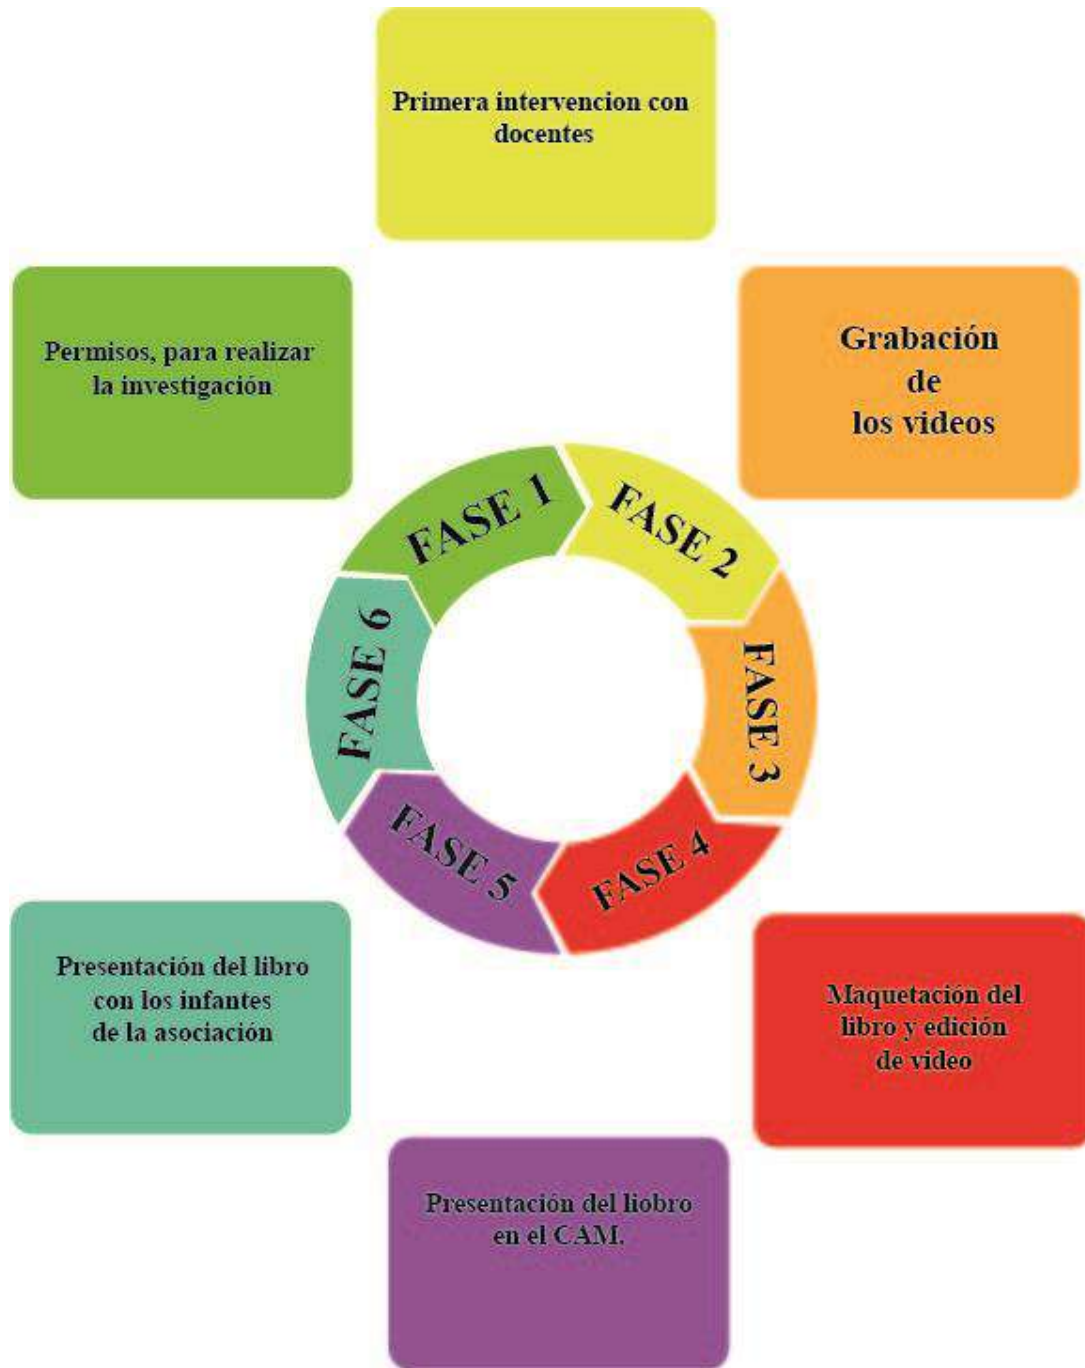 Primera intervencion con
docentes
Permisos, para realizar
la investigación
Grabación
de
los videos
FASE 1
FASE 2
FASE 3
FASE 4
FASE 5
FASE 6
Presentación del libro
con los infantes
de la asociación
Maquetación del
libro y edición
de video
Presentación del liobro
en el CAM.